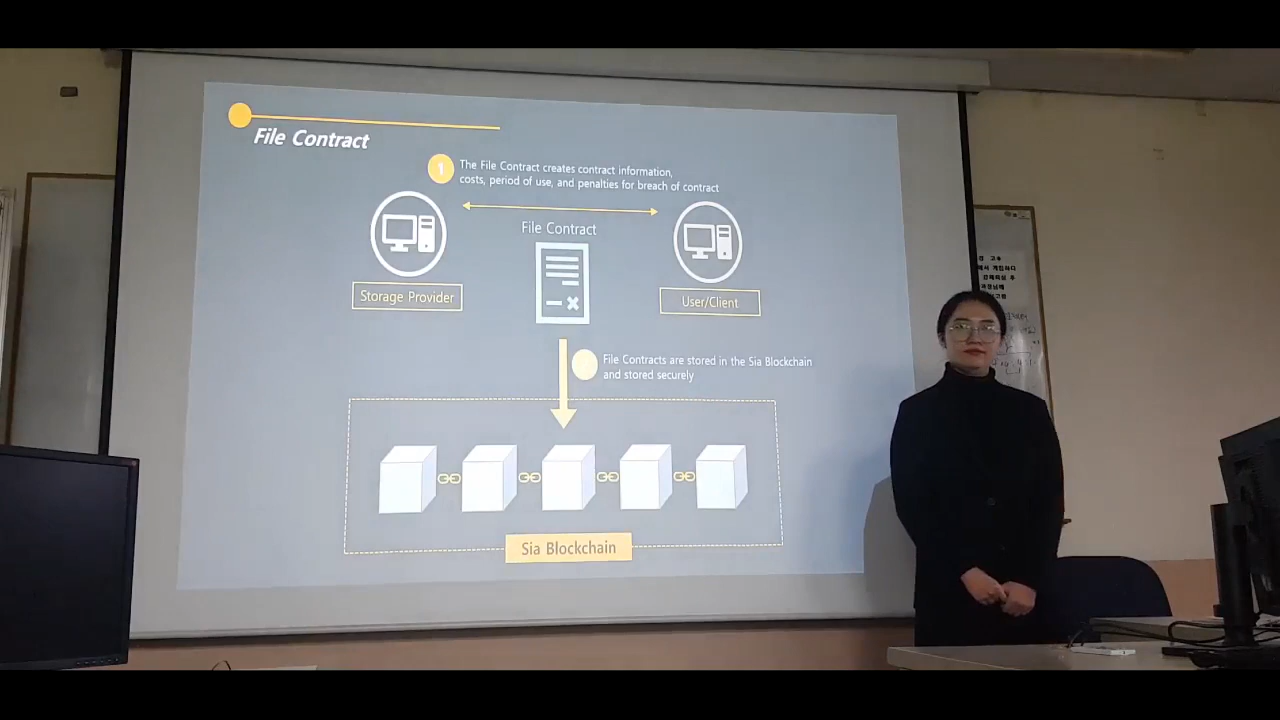 File Contract
1
The File Contract creates contract information,
costs, period of use, and penalties for breach of contract
File Contract
Storage Provider
User/Client
File Contracts are stored in the Sia Blockchain
and stored securely
Sia Blockchain